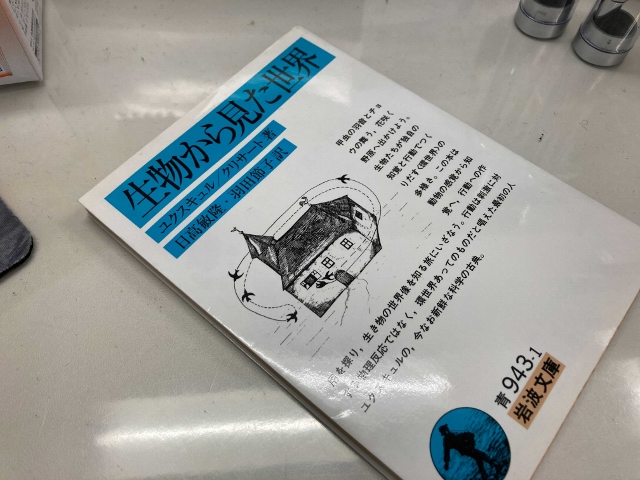 生物から見た世界
ユクスキュル/クリサート著
日高敏隆・羽田節子訳
甲虫の羽音とチョ
ウの舞う、花咲く
野原へ出かけよう。
生物たちが独自の
知覚と行動でつく
りだす〈環世界〉の
多様さ。この本は
動物の感覚から知
覚へ、行動への作
用を探り、生き物の世界像を知る旅にいざなう。行動は刺激に対
する物理反応ではなく、環世界あってのものだと唱えた最初の人
ユクスキュルの、今なお新鮮な科学の古典。
青943-1
岩波文庫